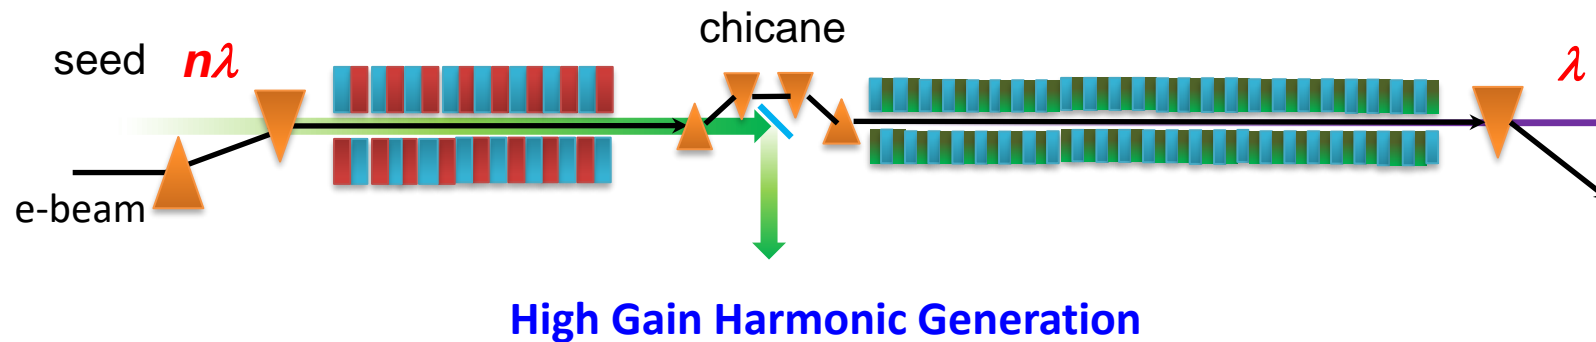 chicane
seed nλ
λ
e-beam
High Gain Harmonic Generation